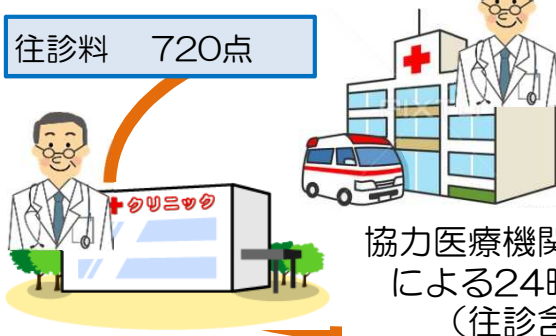 往診料　720点
クリニック
協力医療機関
による24時
（往診含